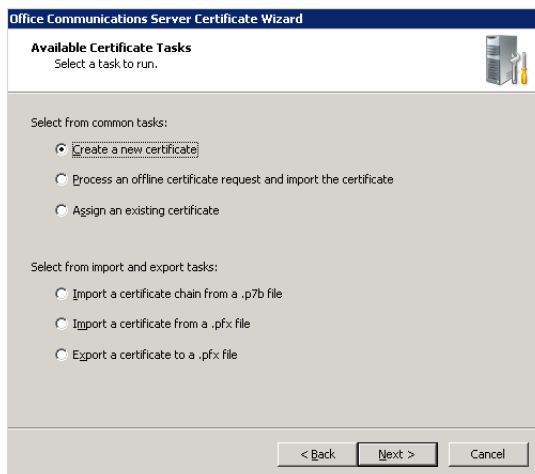 Office Communications Server Certificate Wizard
Available Certificate Tasks
Select a task to run.
Select from common tasks:
Create a new certificate
Process an offline certificate request and import the certificate
Assign an existing certificate
Select from import and export tasks:
Import a certificate chain from a .p7b file
Import a certificate from a .pfx file
Export a certificate to a .pfx file
< Back Next > Cancel